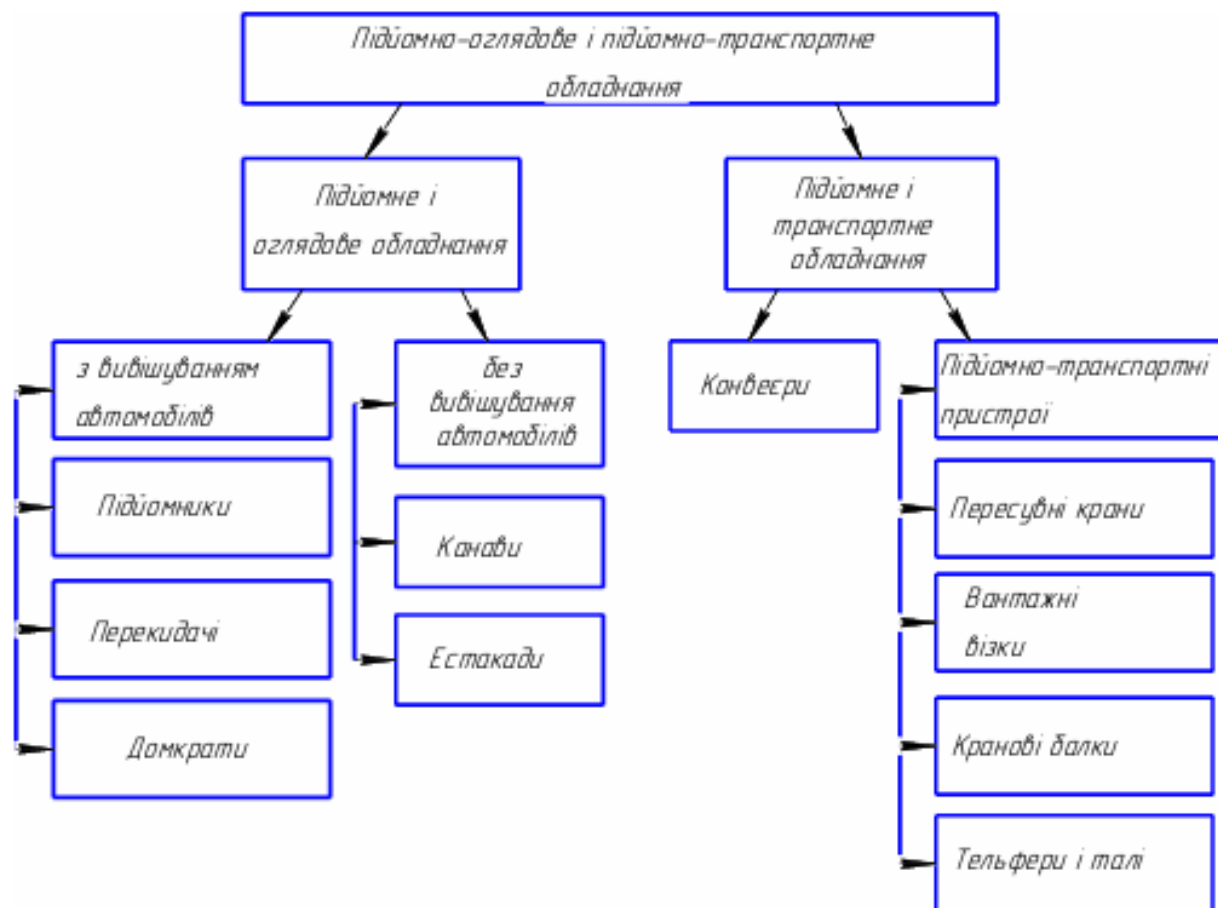 Підйомно-оглядове і підйомно-транспортне
обладнання
Підйомне і
оглядове обладнання
Підйомне і
транспортне
обладнання
з вивішуванням
автомобілів
Підйомники
Перекидачі
Домкрати
без
вивішування
автомобілів
Канави
Естакади
Конвеєри
Підйомно-транспортні
пристрої
Пересувні крани
Вантажні
візки
Кранові балки
Тельфери і талі